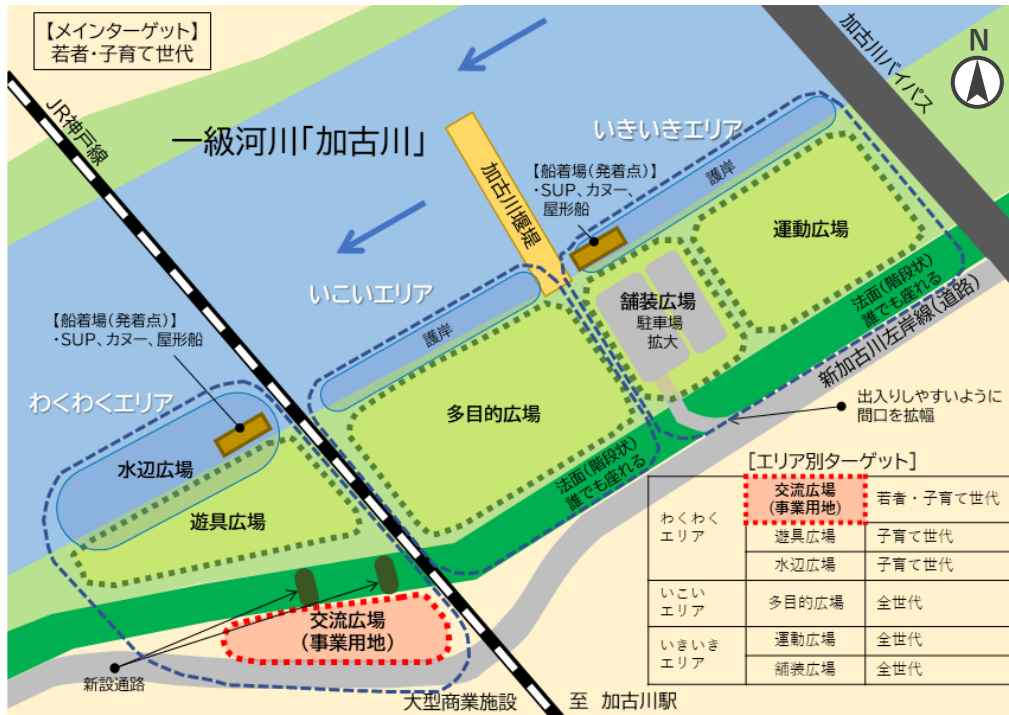 【メインターゲット】
若者・子育て世代
N
加古川バイパス
JR神戸線
一級河川「加古川」
いきいきエリア
護岸
加古川堰堤
【船着場(発着点)】
・SUP、カヌー、
屋形船
運動広場
いこいエリア
護岸
舗装広場
駐車場
拡大
法面(階段状)
誰でも座れる
新加古川左岸線(道路)
【船着場(発着点)】
・SUP、カヌー、屋形船
わくわくエリア
多目的広場
出入りしやすいように
間口を拡幅
水辺広場
遊具広場
法面(階段状)
誰でも座れる
交流広場
(事業用地)
新設通路
大型商業施設
至 加古川駅
[エリア別ターゲット]
わくわく
エリア
交流広場
(事業用地)
若者・子育て世代
遊具広場
子育て世代
水辺広場
子育て世代
いこい
エリア
多目的広場
全世代
いきいき
エリア
運動広場
全世代
舗装広場
全世代